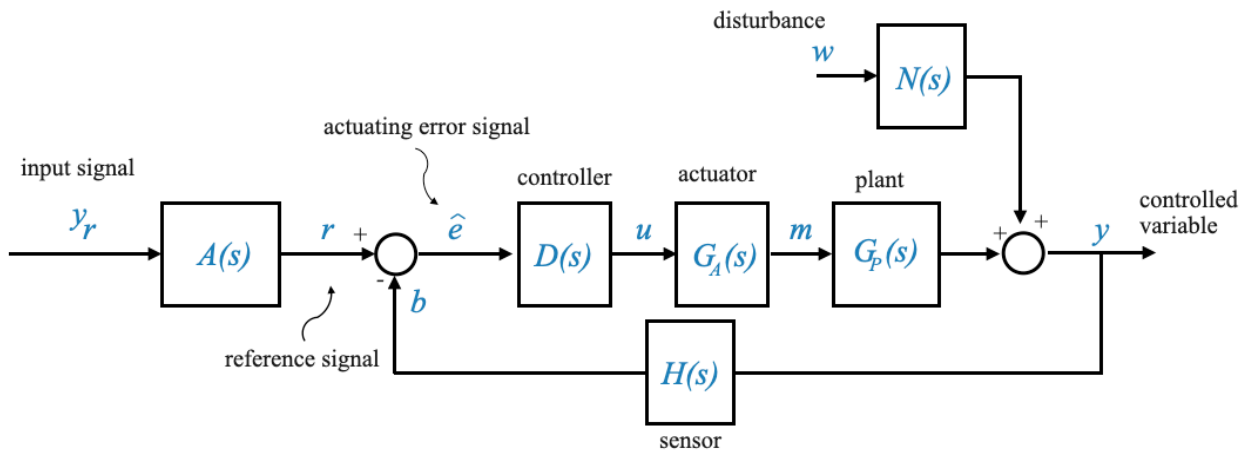 disturbance
w
N(s)
actuating error signal
input signal
controller
actuator
plant
controlled
variable
y_r
A(s)
r
+
ê
D(s)
u
G_A(s)
m
G_P(s)
+
+
y
-
b
reference signal
H(s)
sensor